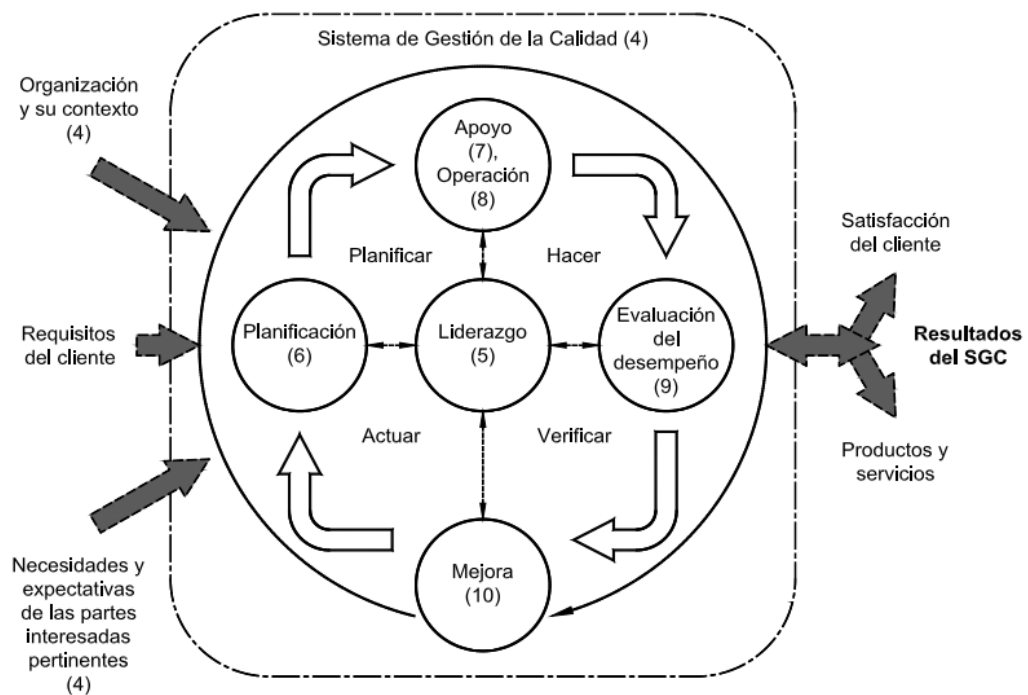 Sistema de Gestión de la Calidad (4)
Organización
y su contexto
(4)
Apoyo
(7),
Operación
(8)
Satisfacción
del cliente
Planificar
Hacer
Requisitos
del cliente
Planificación
(6)
Liderazgo
(5)
Evaluación
del
desempeño
(9)
Resultados
del SGC
Actuar
Verificar
Productos y
servicios
Mejora
(10)
Necesidades y
expectativas
de las partes
interesadas
pertinentes
(4)